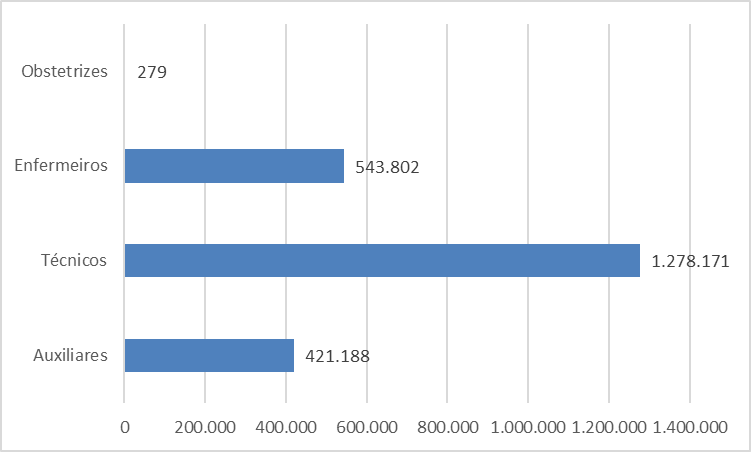 Obstetrizes 279
Enfermeiros 543.802
Técnicos 1.278.171
Auxiliares 421.188
0 200.000 400.000 600.000 800.000 1.000.000 1.200.000 1.400.000